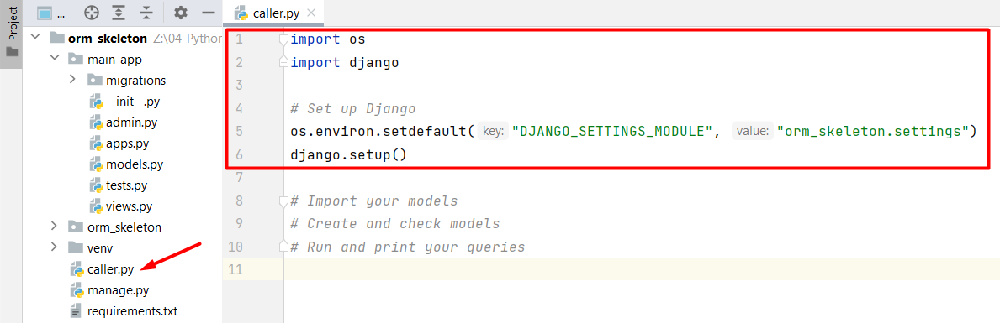 Project
...
caller.py
orm_skeleton Z:\04-Python
main_app
migrations
__init__.py
admin.py
apps.py
models.py
tests.py
views.py
orm_skeleton
venv
caller.py
manage.py
requirements.txt
1 import os
2 import django
3
4 # Set up Django
5 os.environ.setdefault( key: "DJANGO_SETTINGS_MODULE", value: "orm_skeleton.settings")
6 django.setup()
7
8 # Import your models
9 # Create and check models
10 # Run and print your queries
11